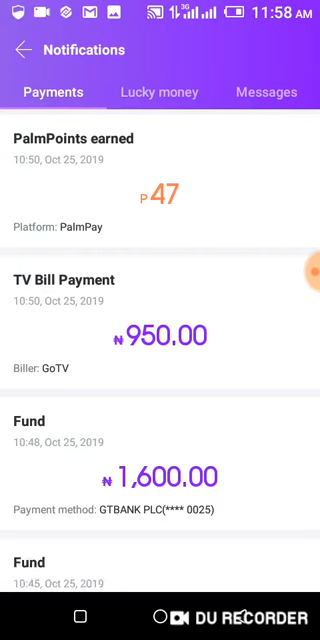 3G
11:58 AM
Notifications
Payments Lucky money Messages
PalmPoints earned
10:50, Oct 25, 2019
P 47
Platform: PalmPay
TV Bill Payment
10:50, Oct 25, 2019
₦950.00
Biller: GoTV
Fund
10:48, Oct 25, 2019
₦1,600.00
Payment method: GTBANK PLC(**** 0025)
Fund
10:45, Oct 25, 2019
DU RECORDER